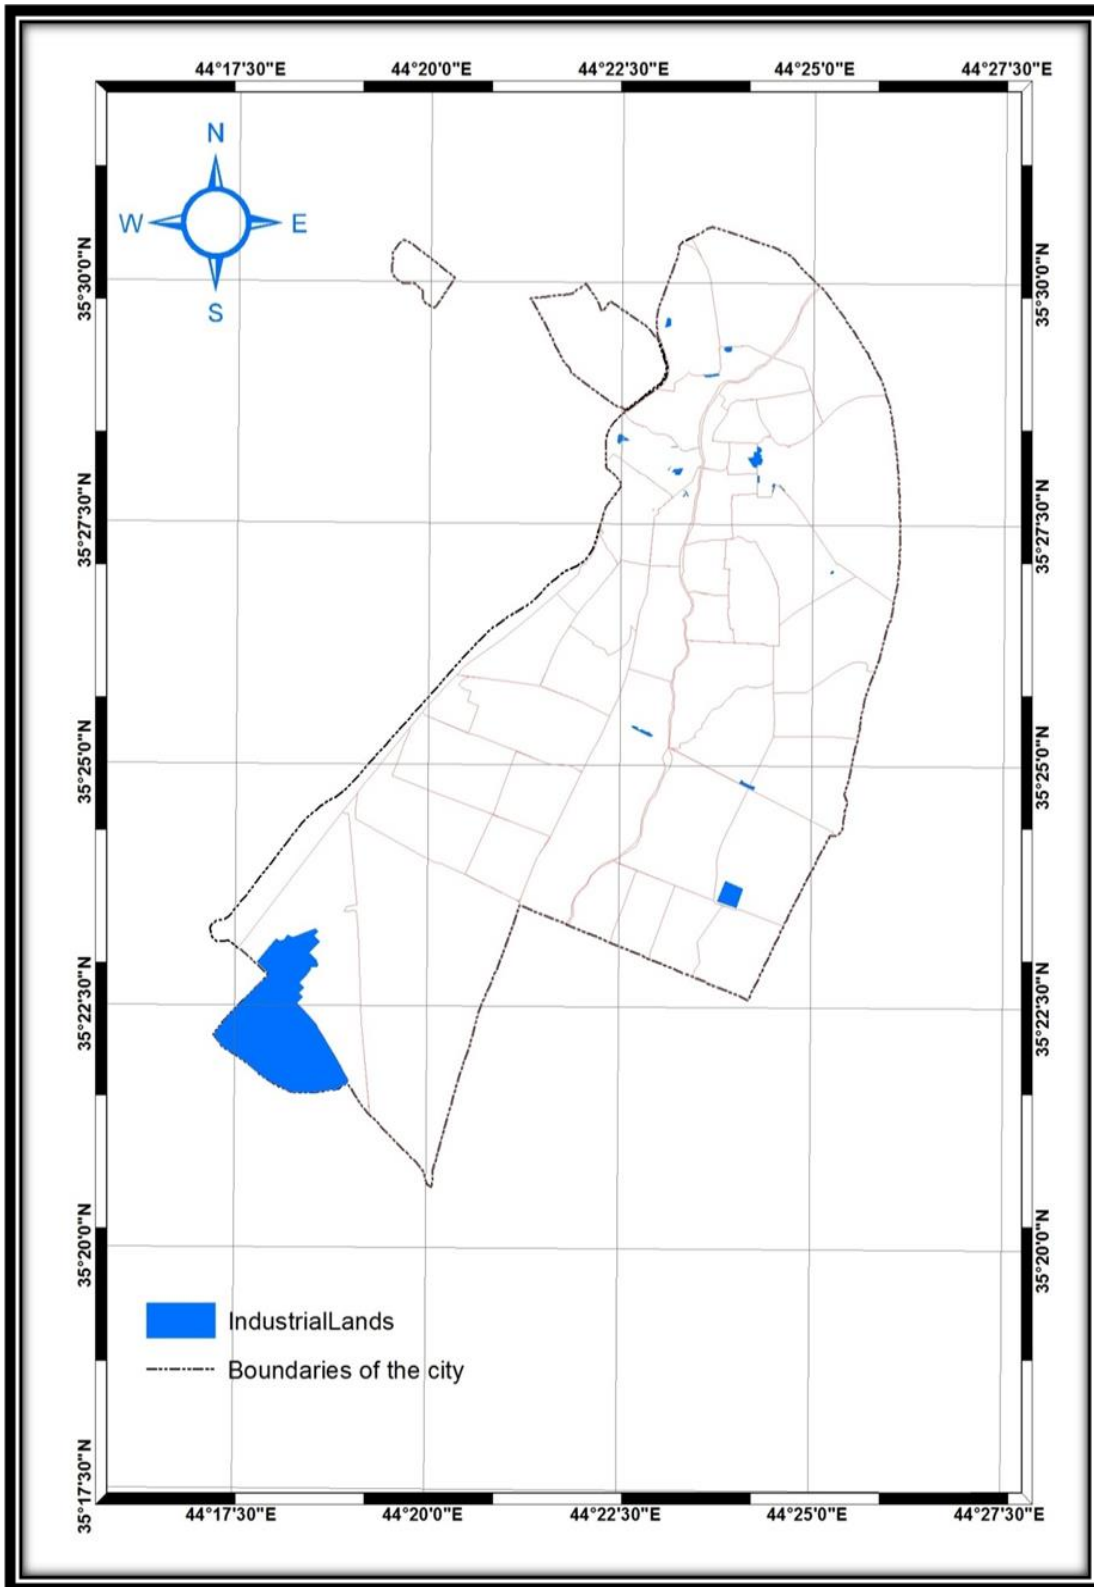 44°17'30"E 44°20'0"E 44°22'30"E 44°25'0"E 44°27'30"E
N
W E
S
35°30'0"N 35°30'0"N
35°27'30"N 35°27'30"N
35°25'0"N 35°25'0"N
35°22'30"N 35°22'30"N
35°20'0"N 35°20'0"N
IndustrialLands
Boundaries of the city
35°17'30"N 35°17'30"N
44°17'30"E 44°20'0"E 44°22'30"E 44°25'0"E 44°27'30"E